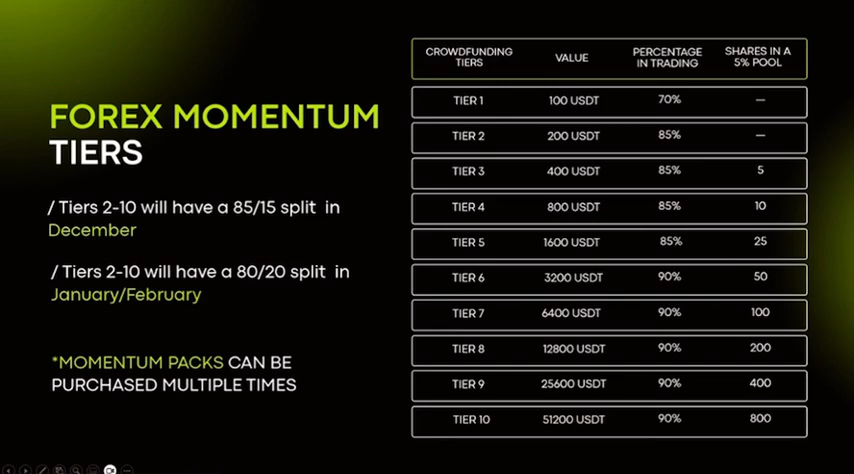 FOREX MOMENTUM
TIERS
/ Tiers 2-10 will have a 85/15 split in
December
/ Tiers 2-10 will have a 80/20 split in
January/February
*MOMENTUM PACKS CAN BE
PURCHASED MULTIPLE TIMES
CROWDFUNDING TIERS VALUE PERCENTAGE IN TRADING SHARES IN A 5% POOL
TIER 1 100 USDT 70% —
TIER 2 200 USDT 85% —
TIER 3 400 USDT 85% 5
TIER 4 800 USDT 85% 10
TIER 5 1600 USDT 85% 25
TIER 6 3200 USDT 90% 50
TIER 7 6400 USDT 90% 100
TIER 8 12800 USDT 90% 200
TIER 9 25600 USDT 90% 400
TIER 10 51200 USDT 90% 800